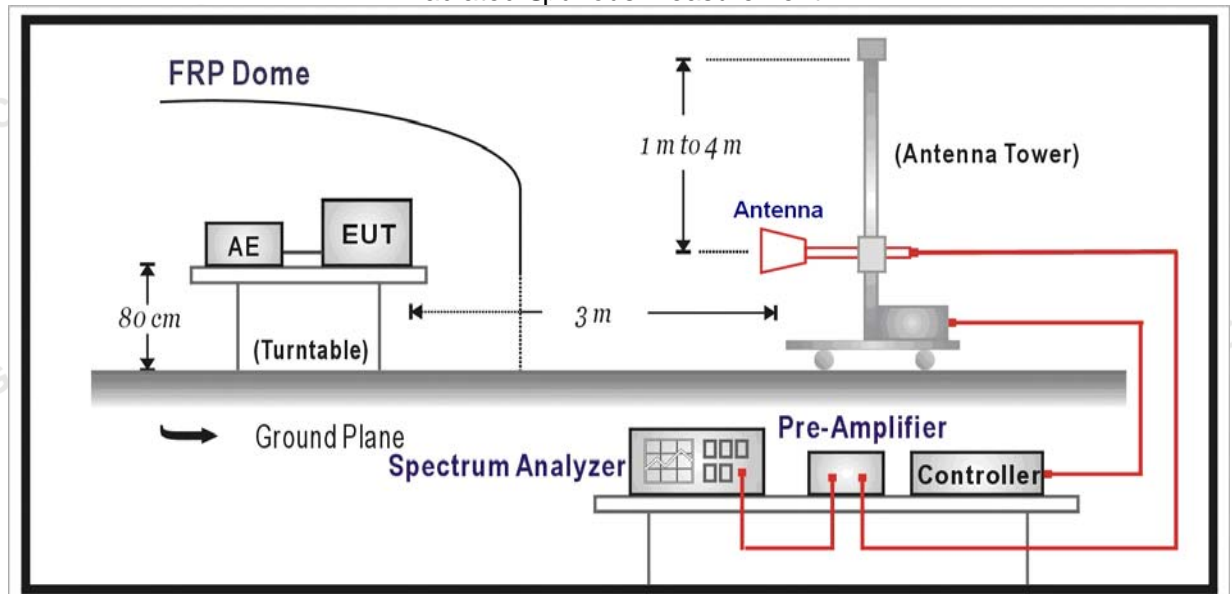 FRP Dome
1 m to 4 m
(Antenna Tower)
Antenna
AE
EUT
80 cm
3 m
(Turntable)
Ground Plane
Pre-Amplifier
Spectrum Analyzer
Controller